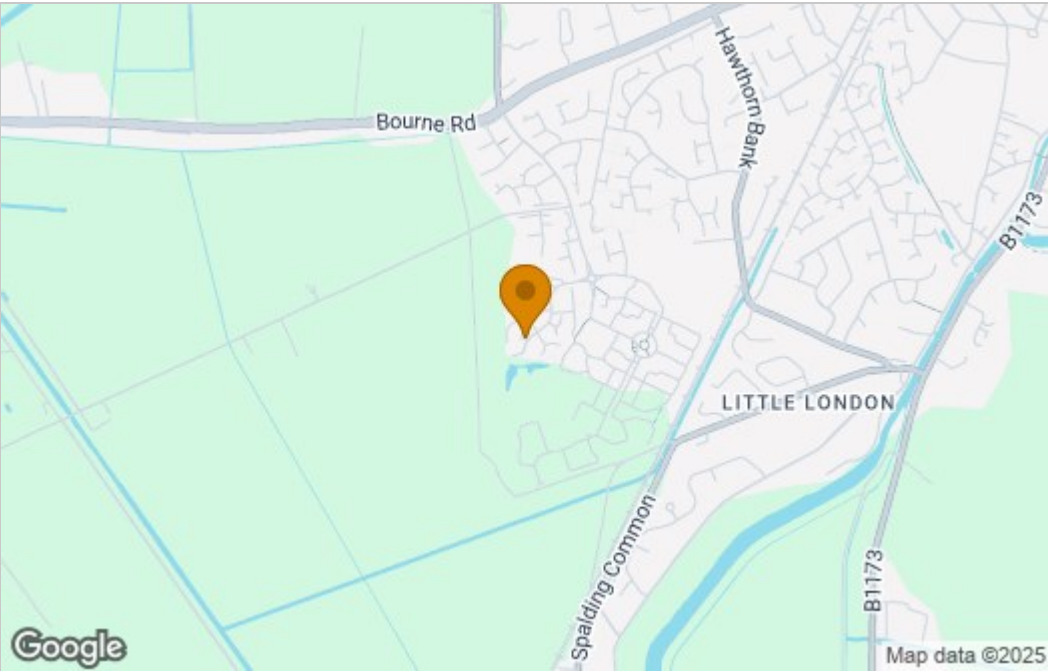 Hawthorn Bank
Bourne Rd
B1173
LITTLE LONDON
Spalding Common
B1173
Google
Map data ©2025